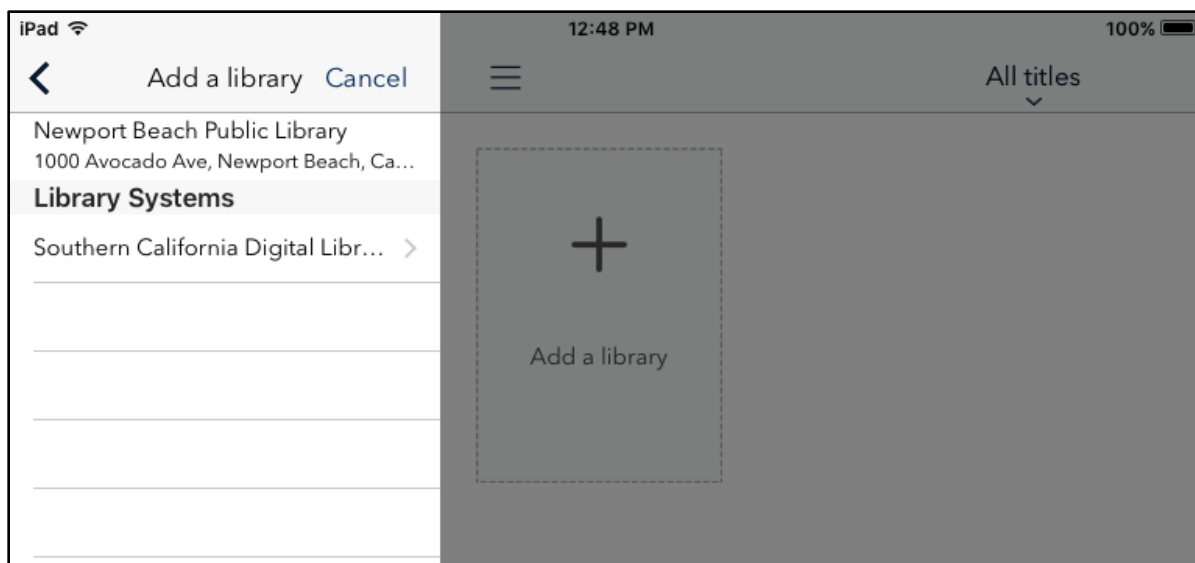 iPad 12:48 PM 100%
Add a library Cancel All titles
Newport Beach Public Library
1000 Avocado Ave, Newport Beach, Ca...
Library Systems
Southern California Digital Libr...
Add a library